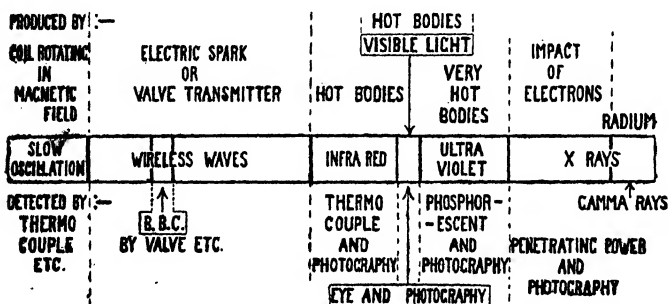 PRODUCED BY :—
COIL ROTATING
IN
MAGNETIC
FIELD
ELECTRIC SPARK
OR
VALVE TRANSMITTER
HOT BODIES
HOT BODIES
VISIBLE LIGHT
VERY
HOT
BODIES
IMPACT
OF
ELECTRONS
RADIUM
SLOW
OSCILLATION
WIRELESS WAVES
INFRA RED
ULTRA
VIOLET
X RAYS
GAMMA RAYS
DETECTED BY :—
THERMO
COUPLE
ETC.
B.B.C.
BY VALVE ETC.
THERMO
COUPLE
AND
PHOTOGRAPHY
EYE AND PHOTOGRAPHY
PHOSPHOR-
-ESCENT
AND
PHOTOGRAPHY
PENETRATING POWER
AND
PHOTOGRAPHY